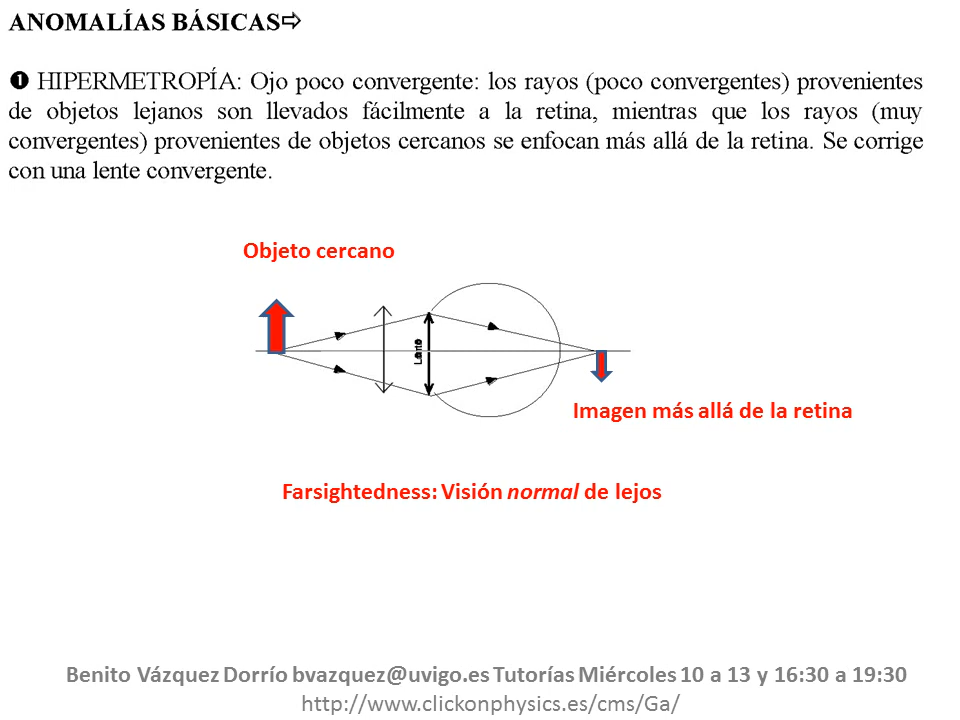 ANOMALÍAS BÁSICAS⇨
❶ HIPERMETROPÍA: Ojo poco convergente: los rayos (poco convergentes) provenientes
de objetos lejanos son llevados fácilmente a la retina, mientras que los rayos (muy
convergentes) provenientes de objetos cercanos se enfocan más allá de la retina. Se corrige
con una lente convergente.
Objeto cercano
Imagen más allá de la retina
Farsightedness: Visión normal de lejos
Benito Vázquez Dorrío bvazquez@uvigo.es Tutorías Miércoles 10 a 13 y 16:30 a 19:30
http://www.clickonphysics.es/cms/Ga/